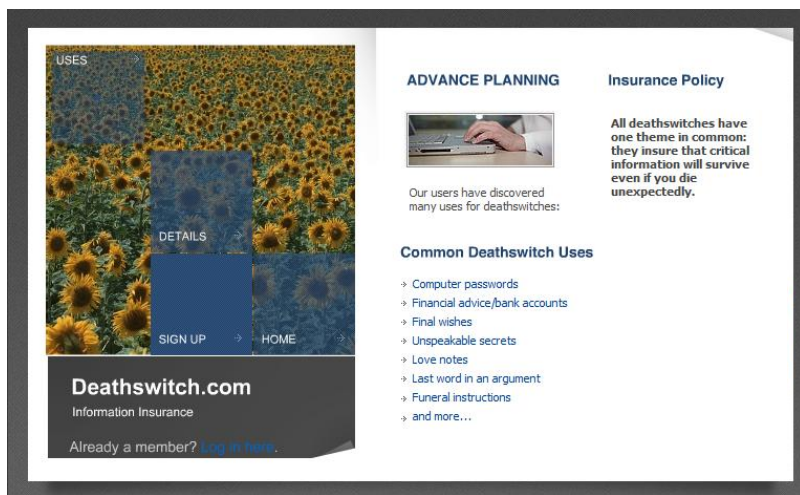 USES
DETAILS
SIGN UP
HOME
Deathswitch.com
Information Insurance
Already a member? Log in here.
ADVANCE PLANNING
Our users have discovered
many uses for deathswitches:
Insurance Policy
All deathswitches have
one theme in common:
they insure that critical
information will survive
even if you die
unexpectedly.
Common Deathswitch Uses
Computer passwords
Financial advice/bank accounts
Final wishes
Unspeakable secrets
Love notes
Last word in an argument
Funeral instructions
and more...